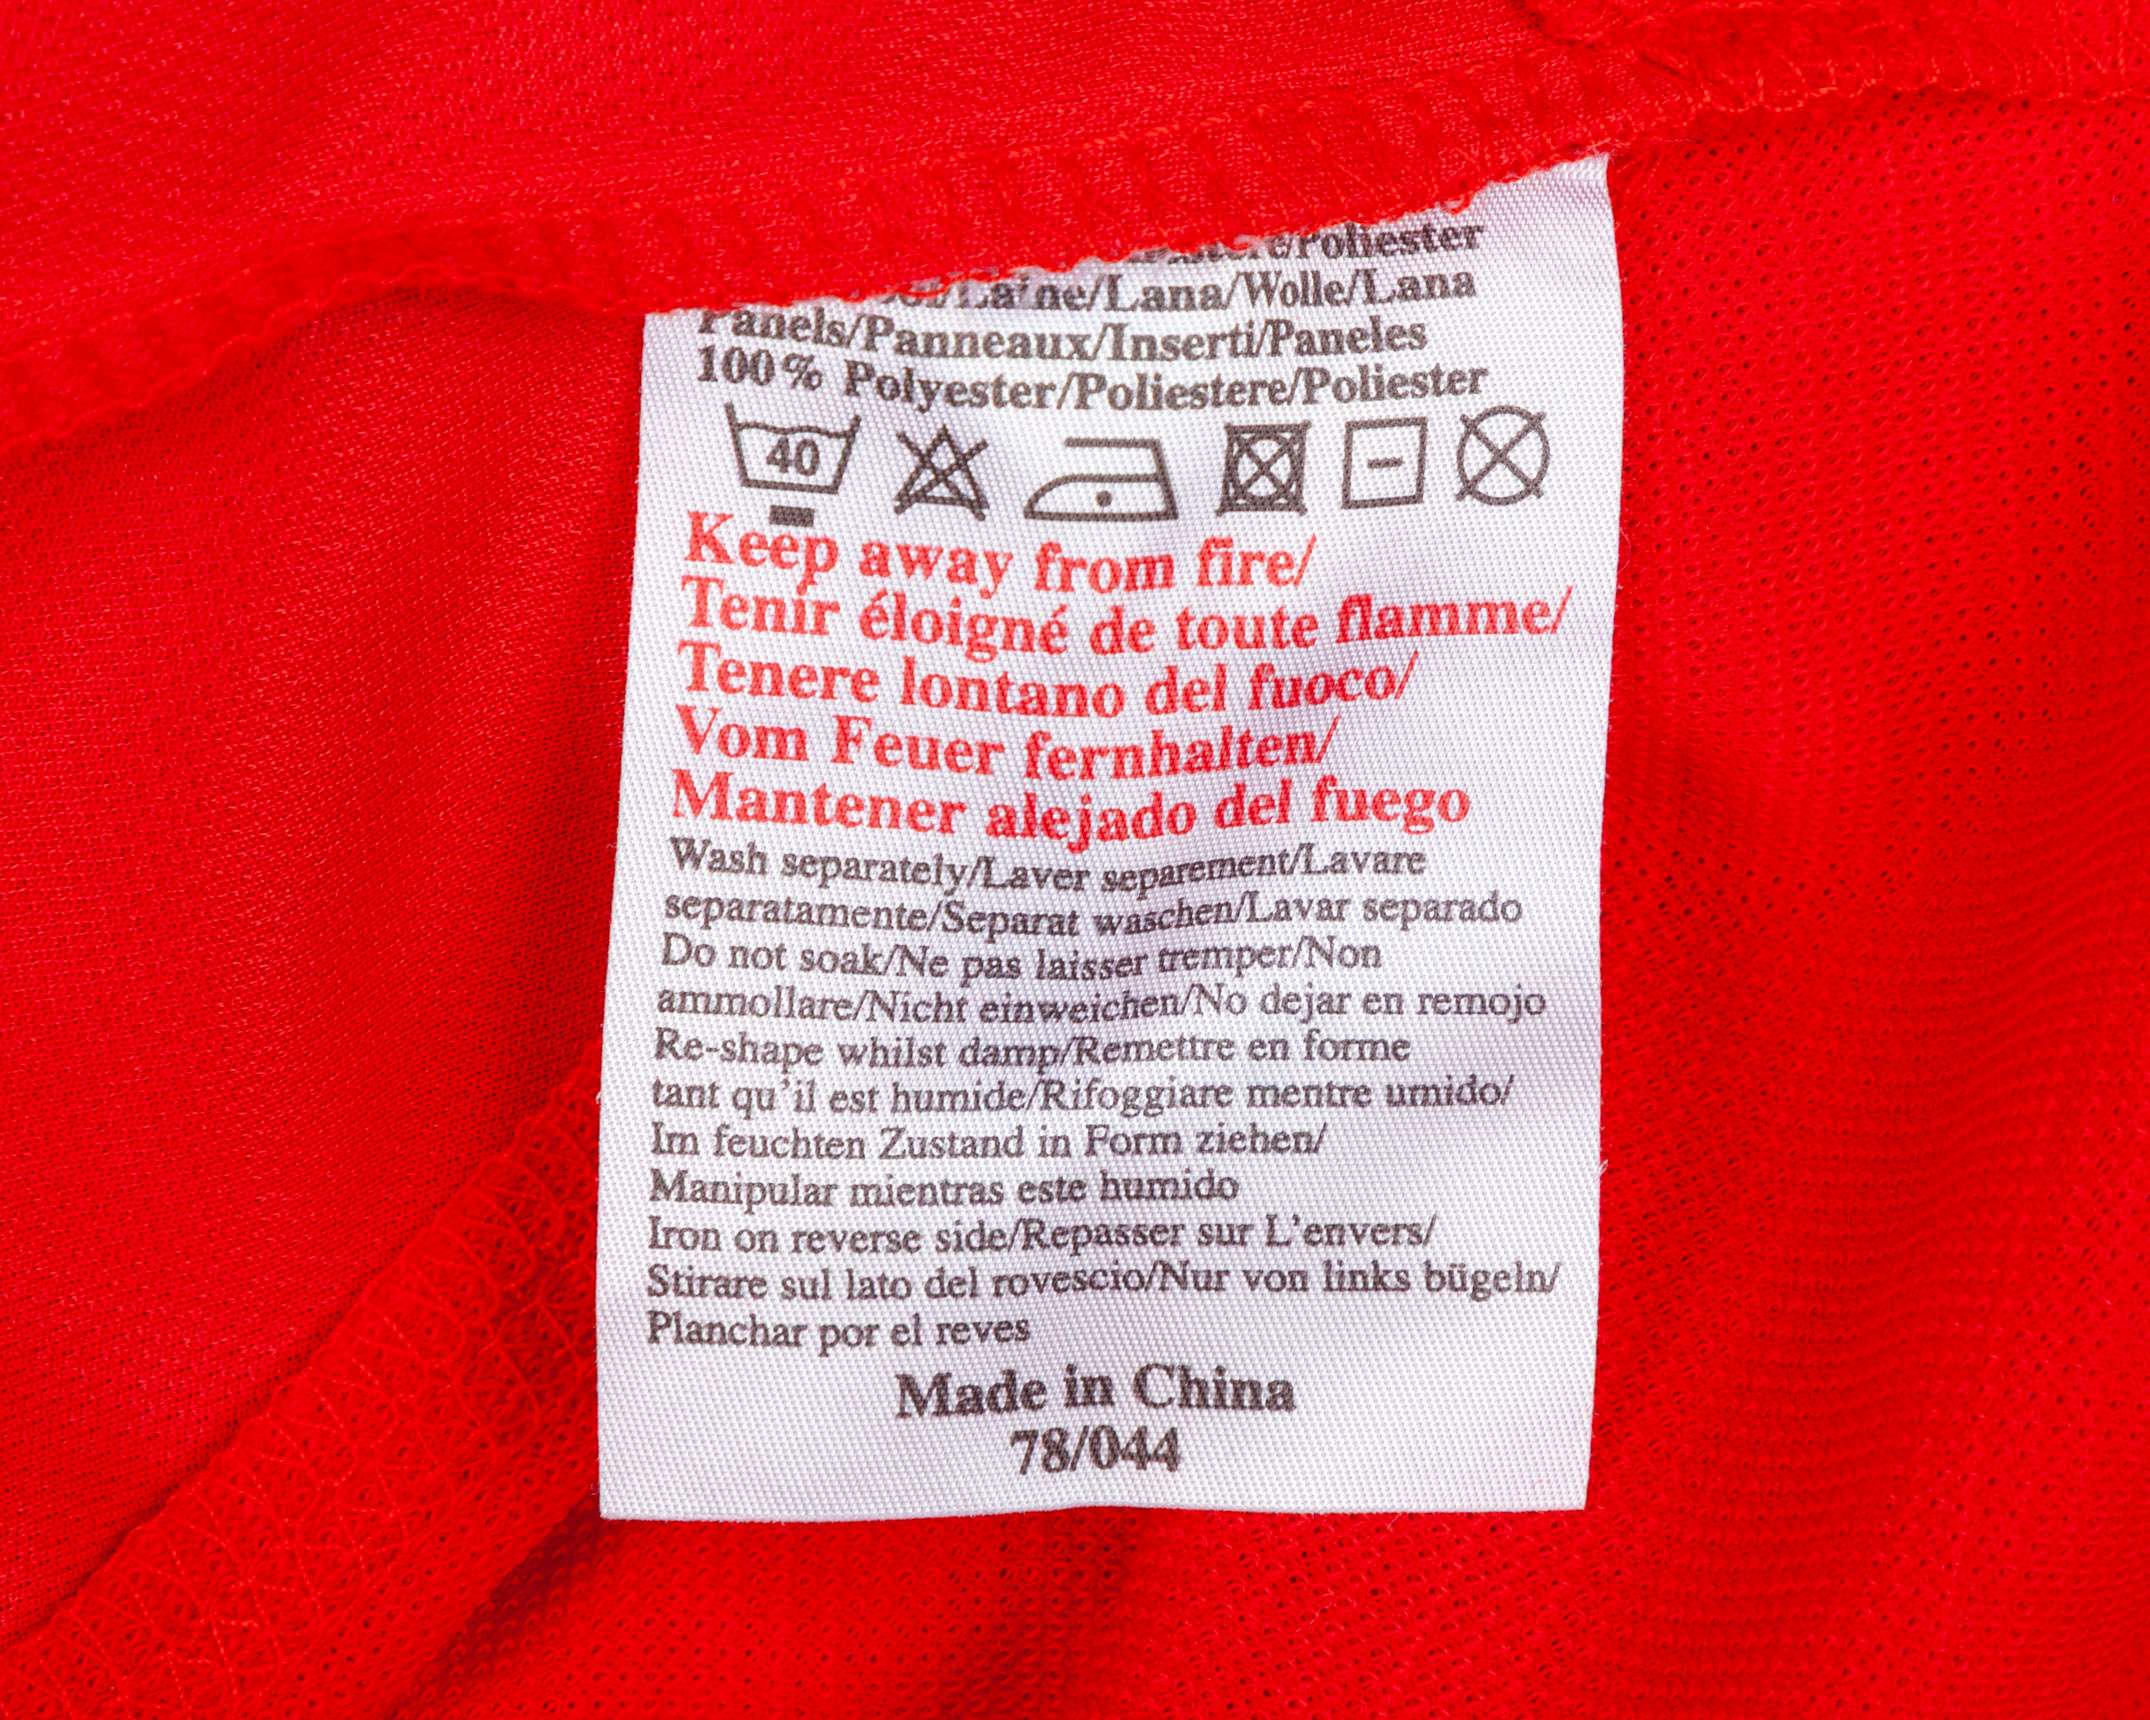 Poliester
Laine/Lana/Wolle/Lana
Panels/Panneaux/Inserti/Paneles
100% Polyester/Poliestere/Poliester
40
Keep away from fire/
Tenir éloigné de toute flamme/
Tenere lontano del fuoco/
Vom Feuer fernhalten/
Mantener alejado del fuego
Wash separately/Laver separement/Lavare
separatamente/Separat waschen/Lavar separado
Do not soak/Ne pas laisser tremper/Non
ammollare/Nicht einweichen/No dejar en remojo
Re-shape whilst damp/Remettre en forme
tant qu'il est humide/Rifoggiare mentre umido/
Im feuchten Zustand in Form ziehen/
Manipular mientras este humido
Iron on reverse side/Repasser sur L'envers/
Stirare sul lato del rovescio/Nur von links bügeln/
Planchar por el reves
Made in China
78/044